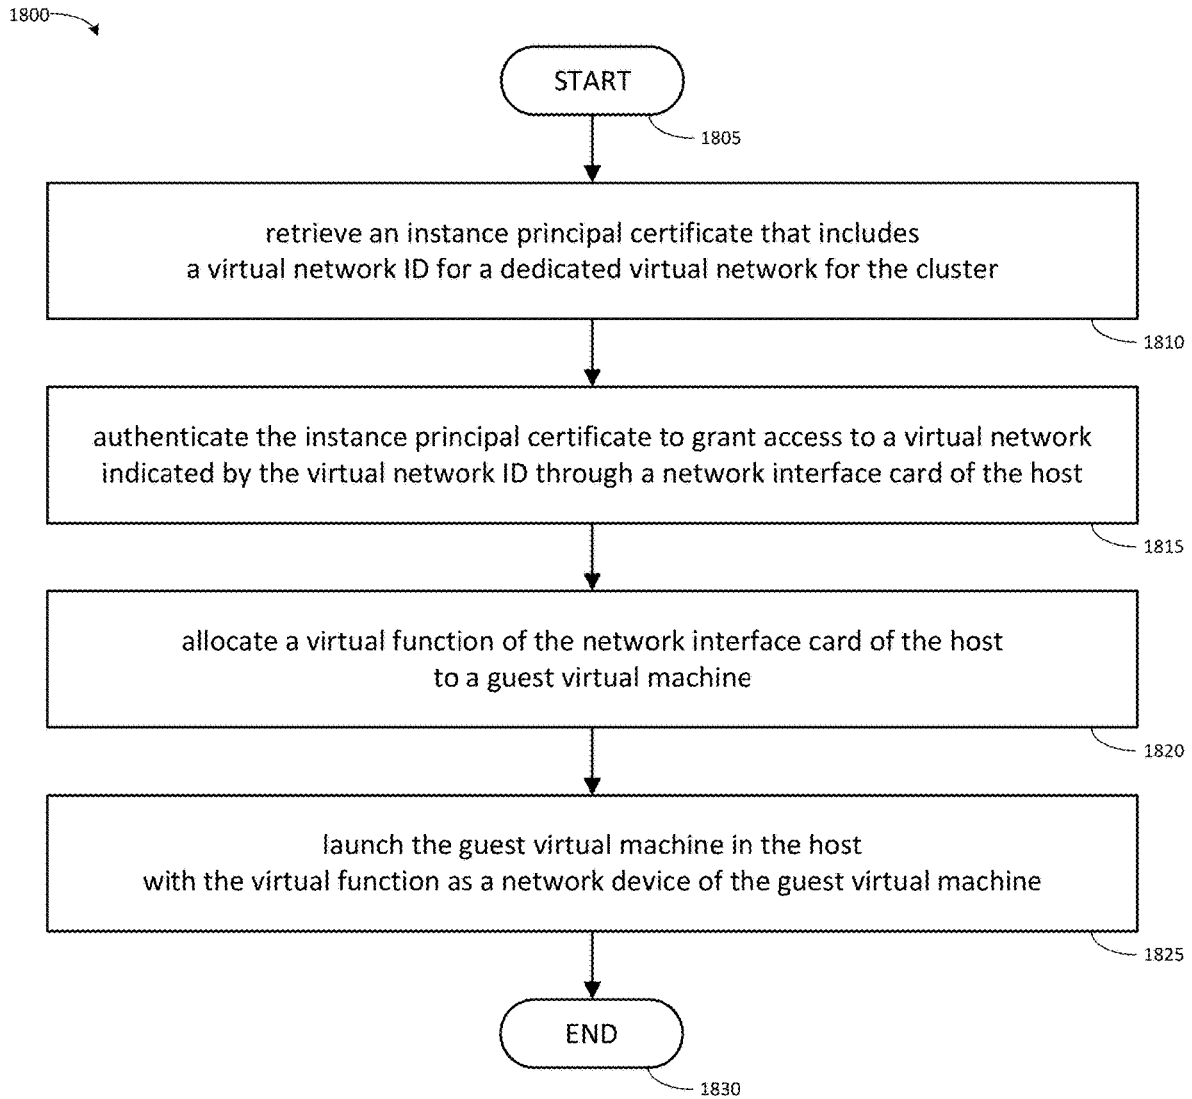 1800
START
1805
retrieve an instance principal certificate that includes
a virtual network ID for a dedicated virtual network for the cluster
1810
authenticate the instance principal certificate to grant access to a virtual network
indicated by the virtual network ID through a network interface card of the host
1815
allocate a virtual function of the network interface card of the host
to a guest virtual machine
1820
launch the guest virtual machine in the host
with the virtual function as a network device of the guest virtual machine
1825
END
1830